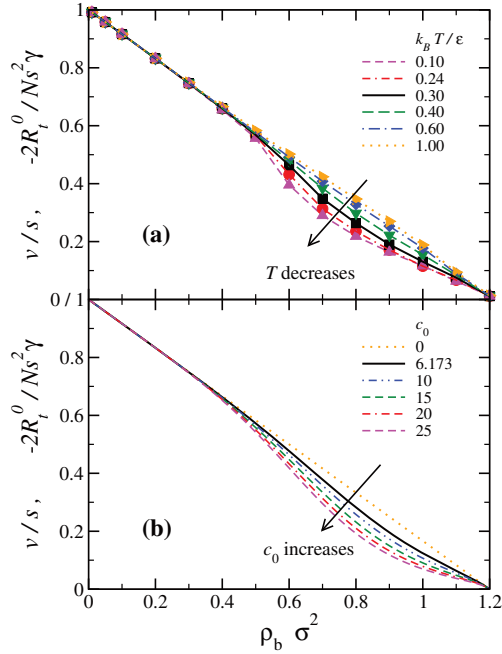 1
0.8
0.6
0.4
0.2
v/s , -2R_t^0/Ns^2γ
k_B T/ε
0.10
0.24
0.30
0.40
0.60
1.00
(a)
T decreases
0 / 1
0.8
0.6
0.4
0.2
0
v/s , -2R_t^0/Ns^2γ
c_0
0
6.173
10
15
20
25
(b)
c_0 increases
0 0.2 0.4 0.6 0.8 1 1.2
ρ_b σ^2